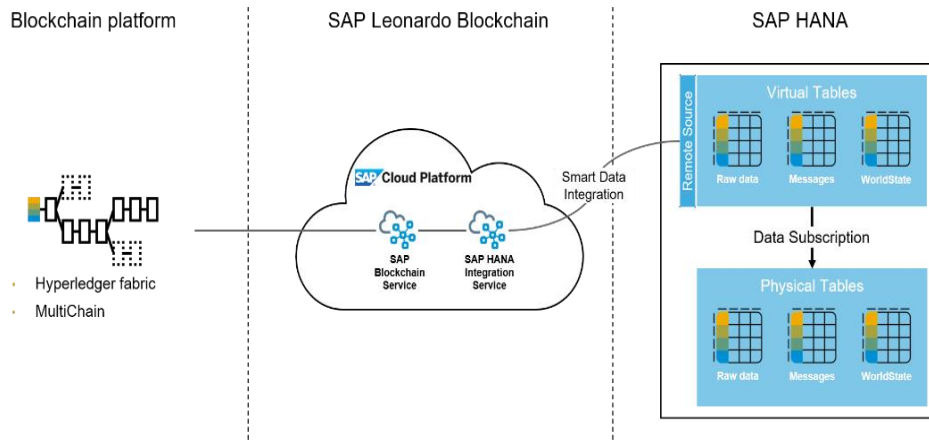 Blockchain platform
SAP Leonardo Blockchain
SAP HANA
Hyperledger fabric
MultiChain
SAP Cloud Platform
SAP
Blockchain
Service
SAP HANA
Integration
Service
Smart Data
Integration
Remote Source
Virtual Tables
Raw data
Messages
WorldState
Data Subscription
Physical Tables
Raw data
Messages
WorldState